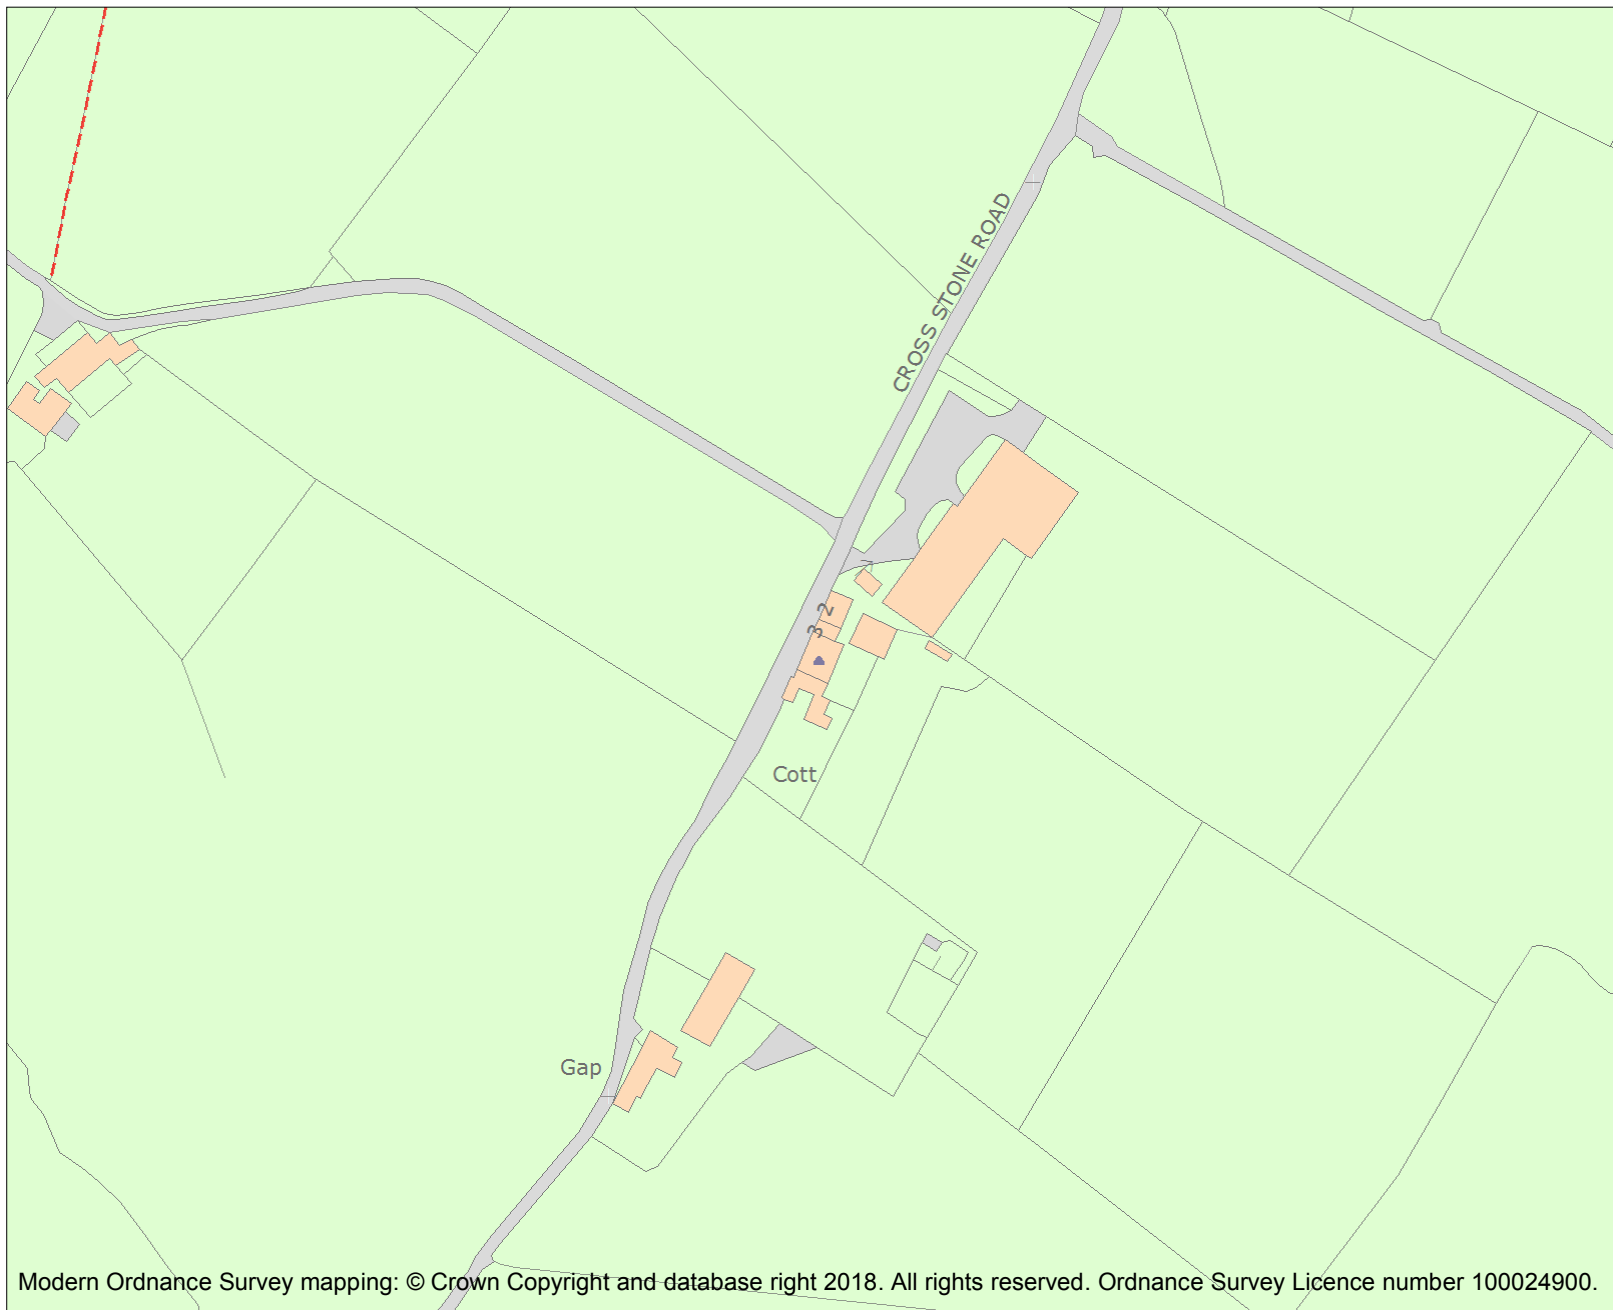 CROSS STONE ROAD
2
3
Cott
Gap
Modern Ordnance Survey mapping: © Crown Copyright and database right 2018. All rights reserved. Ordnance Survey Licence number 100024900.